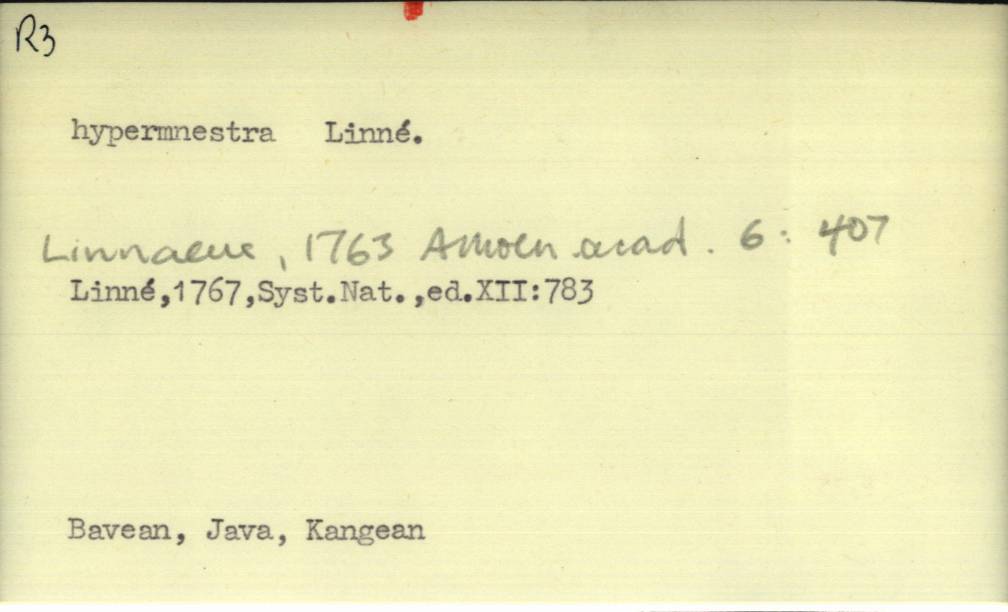 R3
hypermnestra Linné.
Linnaeus, 1763 Amoen acad. 6: 407
Linné,1767,Syst.Nat.,ed.XII:783
Bavean, Java, Kangean